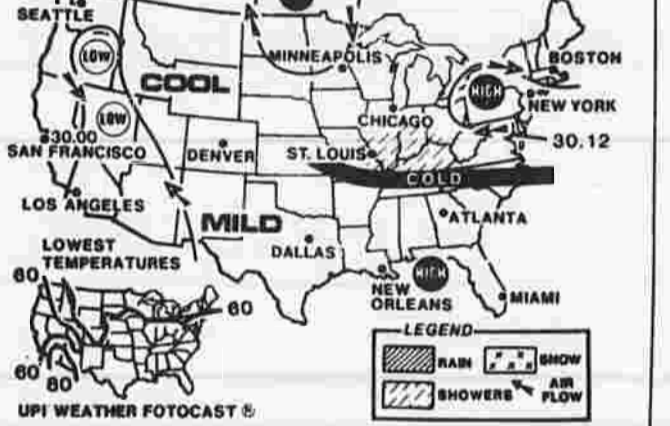 SEATTLE
LOW
MINNEAPOLIS
BOSTON
COOL
HIGH
LOW
NEW YORK
CHICAGO
30.00
30.12
SAN FRANCISCO
DENVER
ST. LOUIS
COLD
LOS ANGELES
MILD
ATLANTA
LOWEST
TEMPERATURES
DALLAS
60
HIGH
NEW
ORLEANS
MIAMI
60
LEGEND
RAIN
SNOW
60
80
SHOWERS
AIR
FLOW
UPI WEATHER FOTOCAST ®